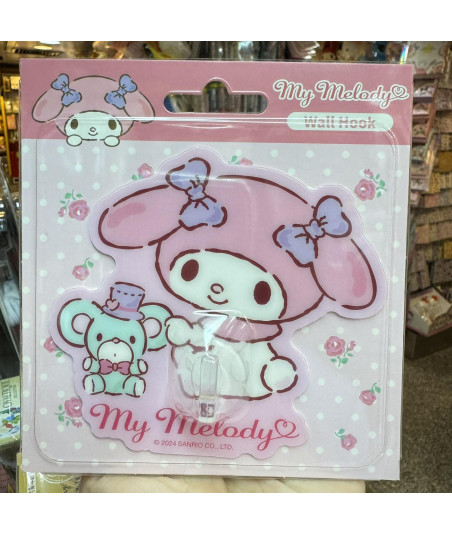 My Melody
Wall Hook
My Melody
© 2024 SANRIO CO., LTD.